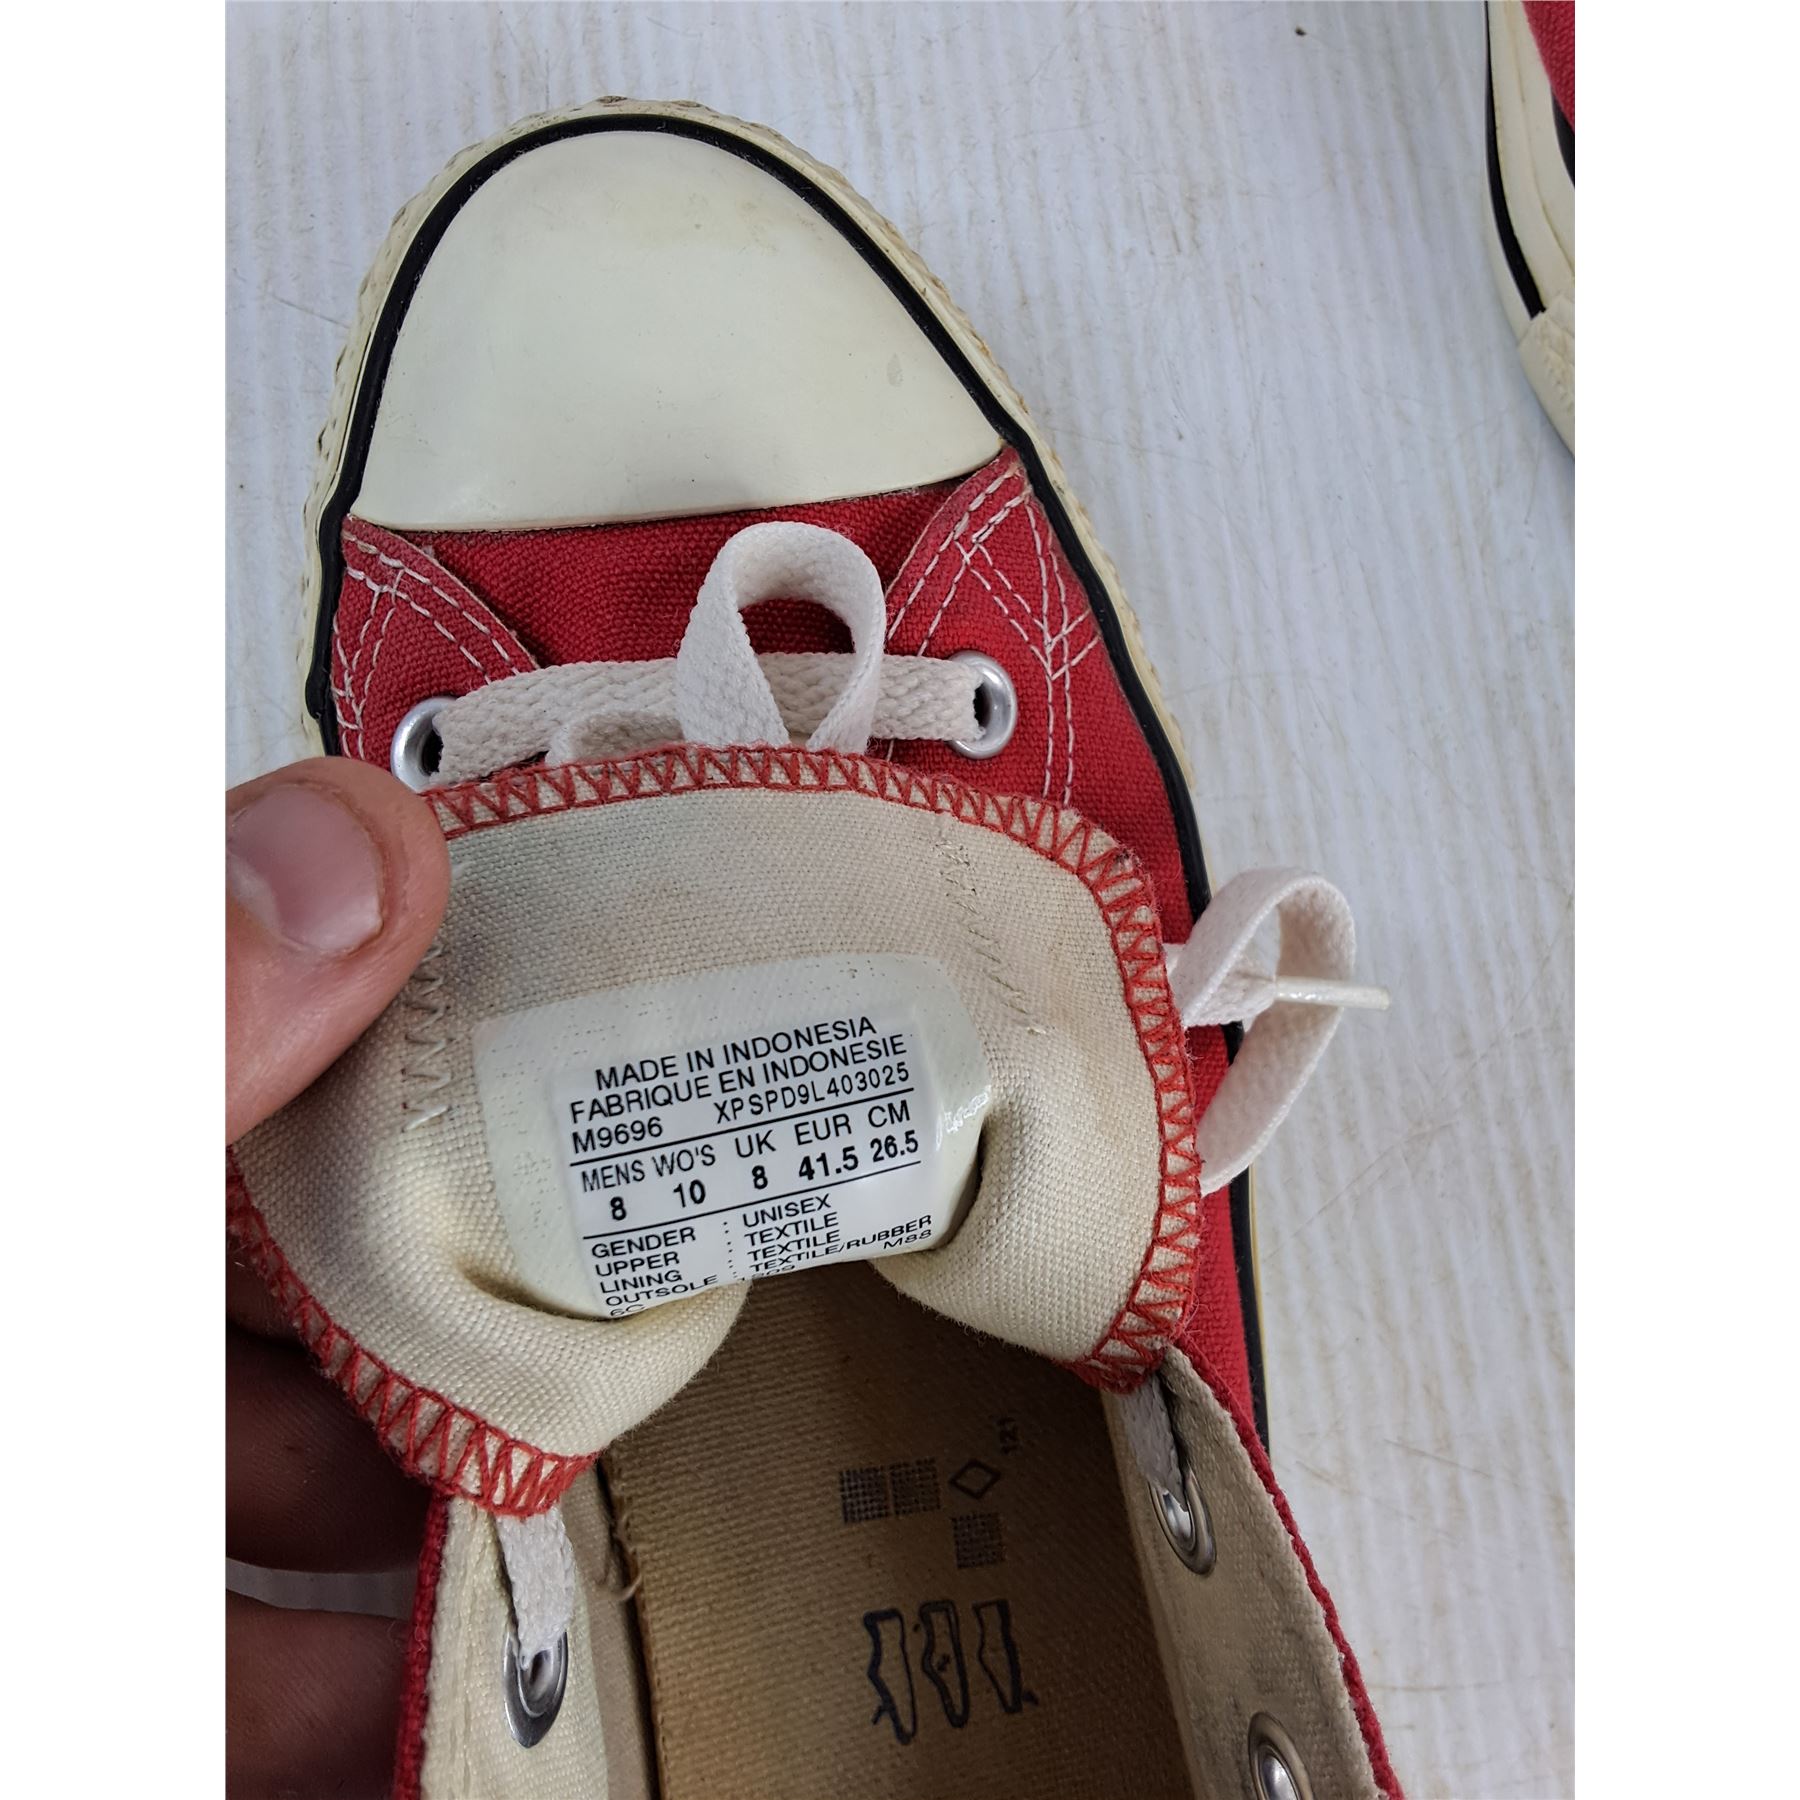 MADE IN INDONESIA
FABRIQUE EN INDONESIE
M9696 XPSPD9L403025
MENS WO'S UK EUR CM
8 10 8 41.5 26.5
GENDER : UNISEX
UPPER : TEXTILE
LINING : TEXTILE
OUTSOLE : TEXTILE/RUBBER
M88
121